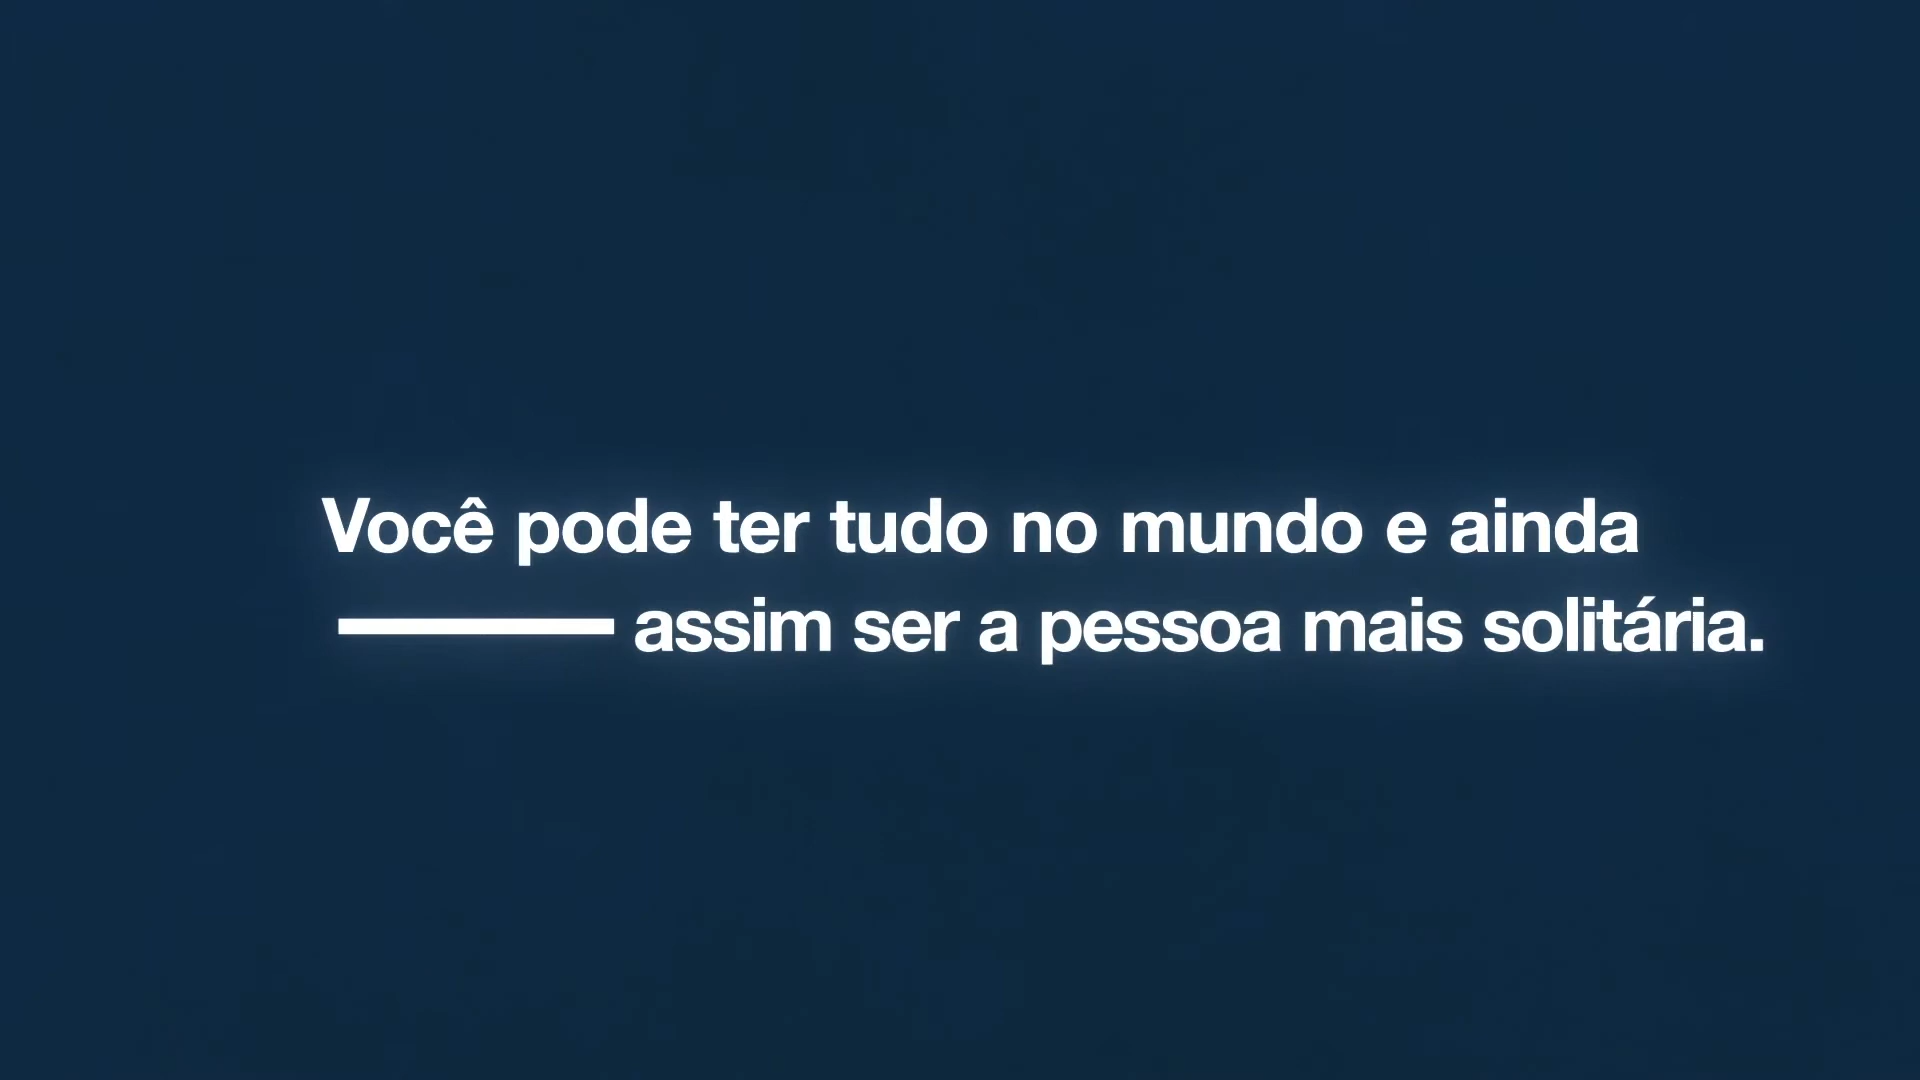 Você pode ter tudo no mundo e ainda
assim ser a pessoa mais solitária.